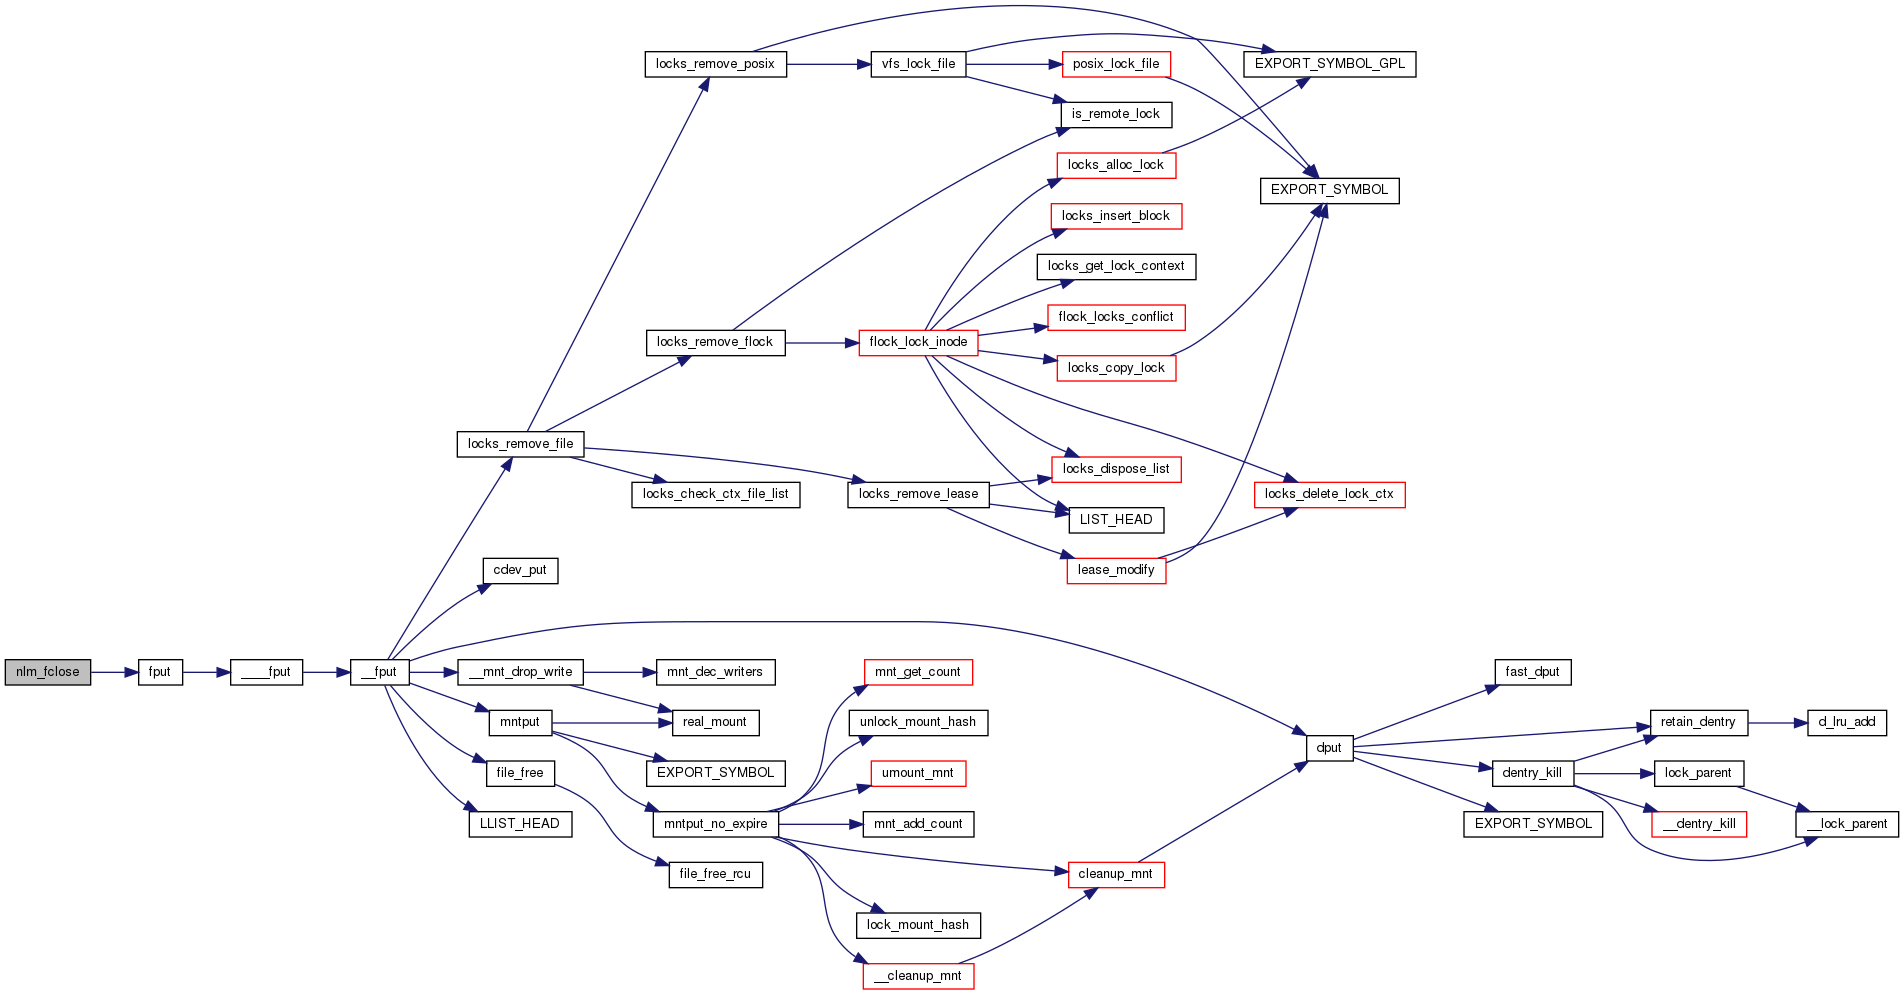 locks_remove_posix
vfs_lock_file
posix_lock_file
EXPORT_SYMBOL_GPL
is_remote_lock
locks_alloc_lock
EXPORT_SYMBOL
locks_insert_block
locks_get_lock_context
flock_locks_conflict
locks_remove_flock
flock_lock_inode
locks_copy_lock
locks_remove_file
locks_dispose_list
locks_check_ctx_file_list
locks_remove_lease
locks_delete_lock_ctx
LIST_HEAD
cdev_put
lease_modify
nlm_fclose
fput
____fput
__fput
__mnt_drop_write
mnt_dec_writers
mnt_get_count
fast_dput
mntput
real_mount
unlock_mount_hash
retain_dentry
d_lru_add
dput
file_free
EXPORT_SYMBOL
umount_mnt
dentry_kill
lock_parent
LLIST_HEAD
mntput_no_expire
mnt_add_count
EXPORT_SYMBOL
__dentry_kill
__lock_parent
file_free_rcu
cleanup_mnt
lock_mount_hash
__cleanup_mnt